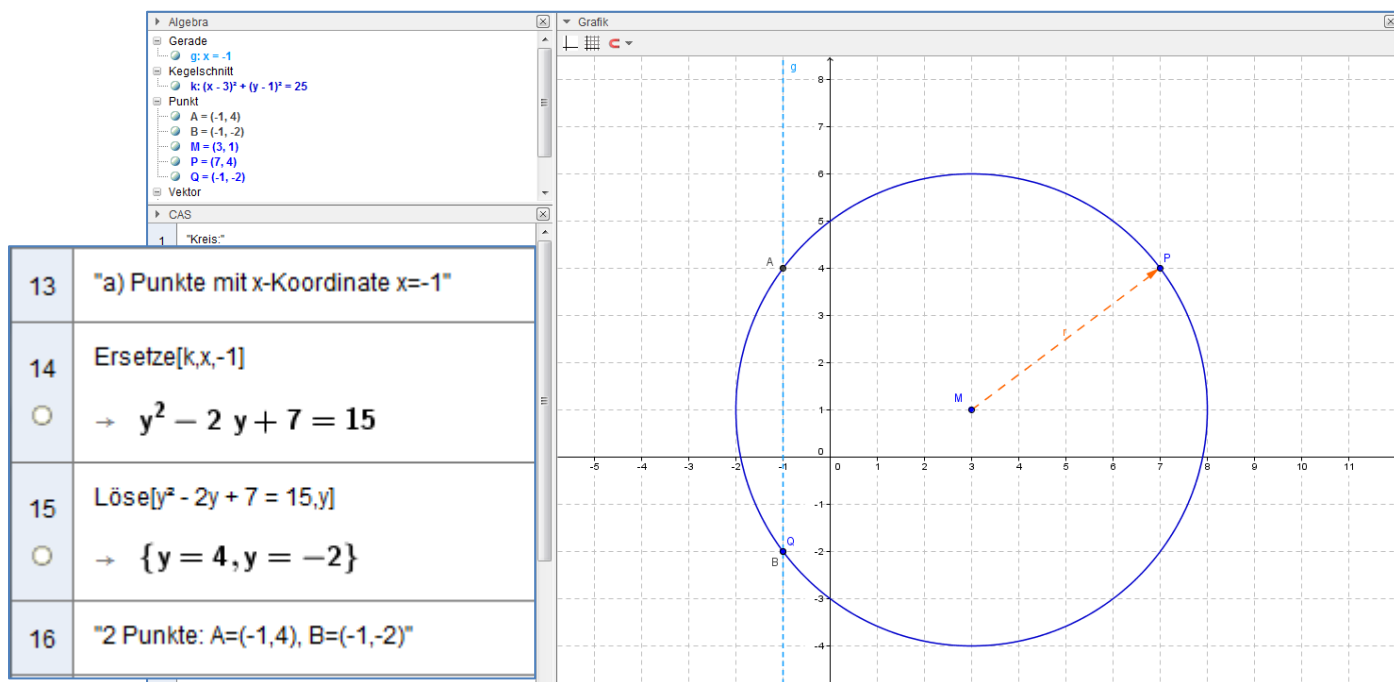 Algebra
Gerade
g: x = -1
Kegelschnitt
k: (x - 3)² + (y - 1)² = 25
Punkt
A = (-1, 4)
B = (-1, -2)
M = (3, 1)
P = (7, 4)
Q = (-1, -2)
Vektor
CAS
1 "Kreis:"
13 "a) Punkte mit x-Koordinate x=-1"
14 Ersetze[k,x,-1]
→ y² − 2 y + 7 = 15
15 Löse[y² - 2y + 7 = 15,y]
→ {y = 4, y = −2}
16 "2 Punkte: A=(-1,4), B=(-1,-2)"
Grafik
g
8
7
6
5
A 4 P
3
r
2
M
1
0
-5 -4 -3 -2 -1 0 1 2 3 4 5 6 7 8 9 10 11
-1
Q
-2
B
-3
-4